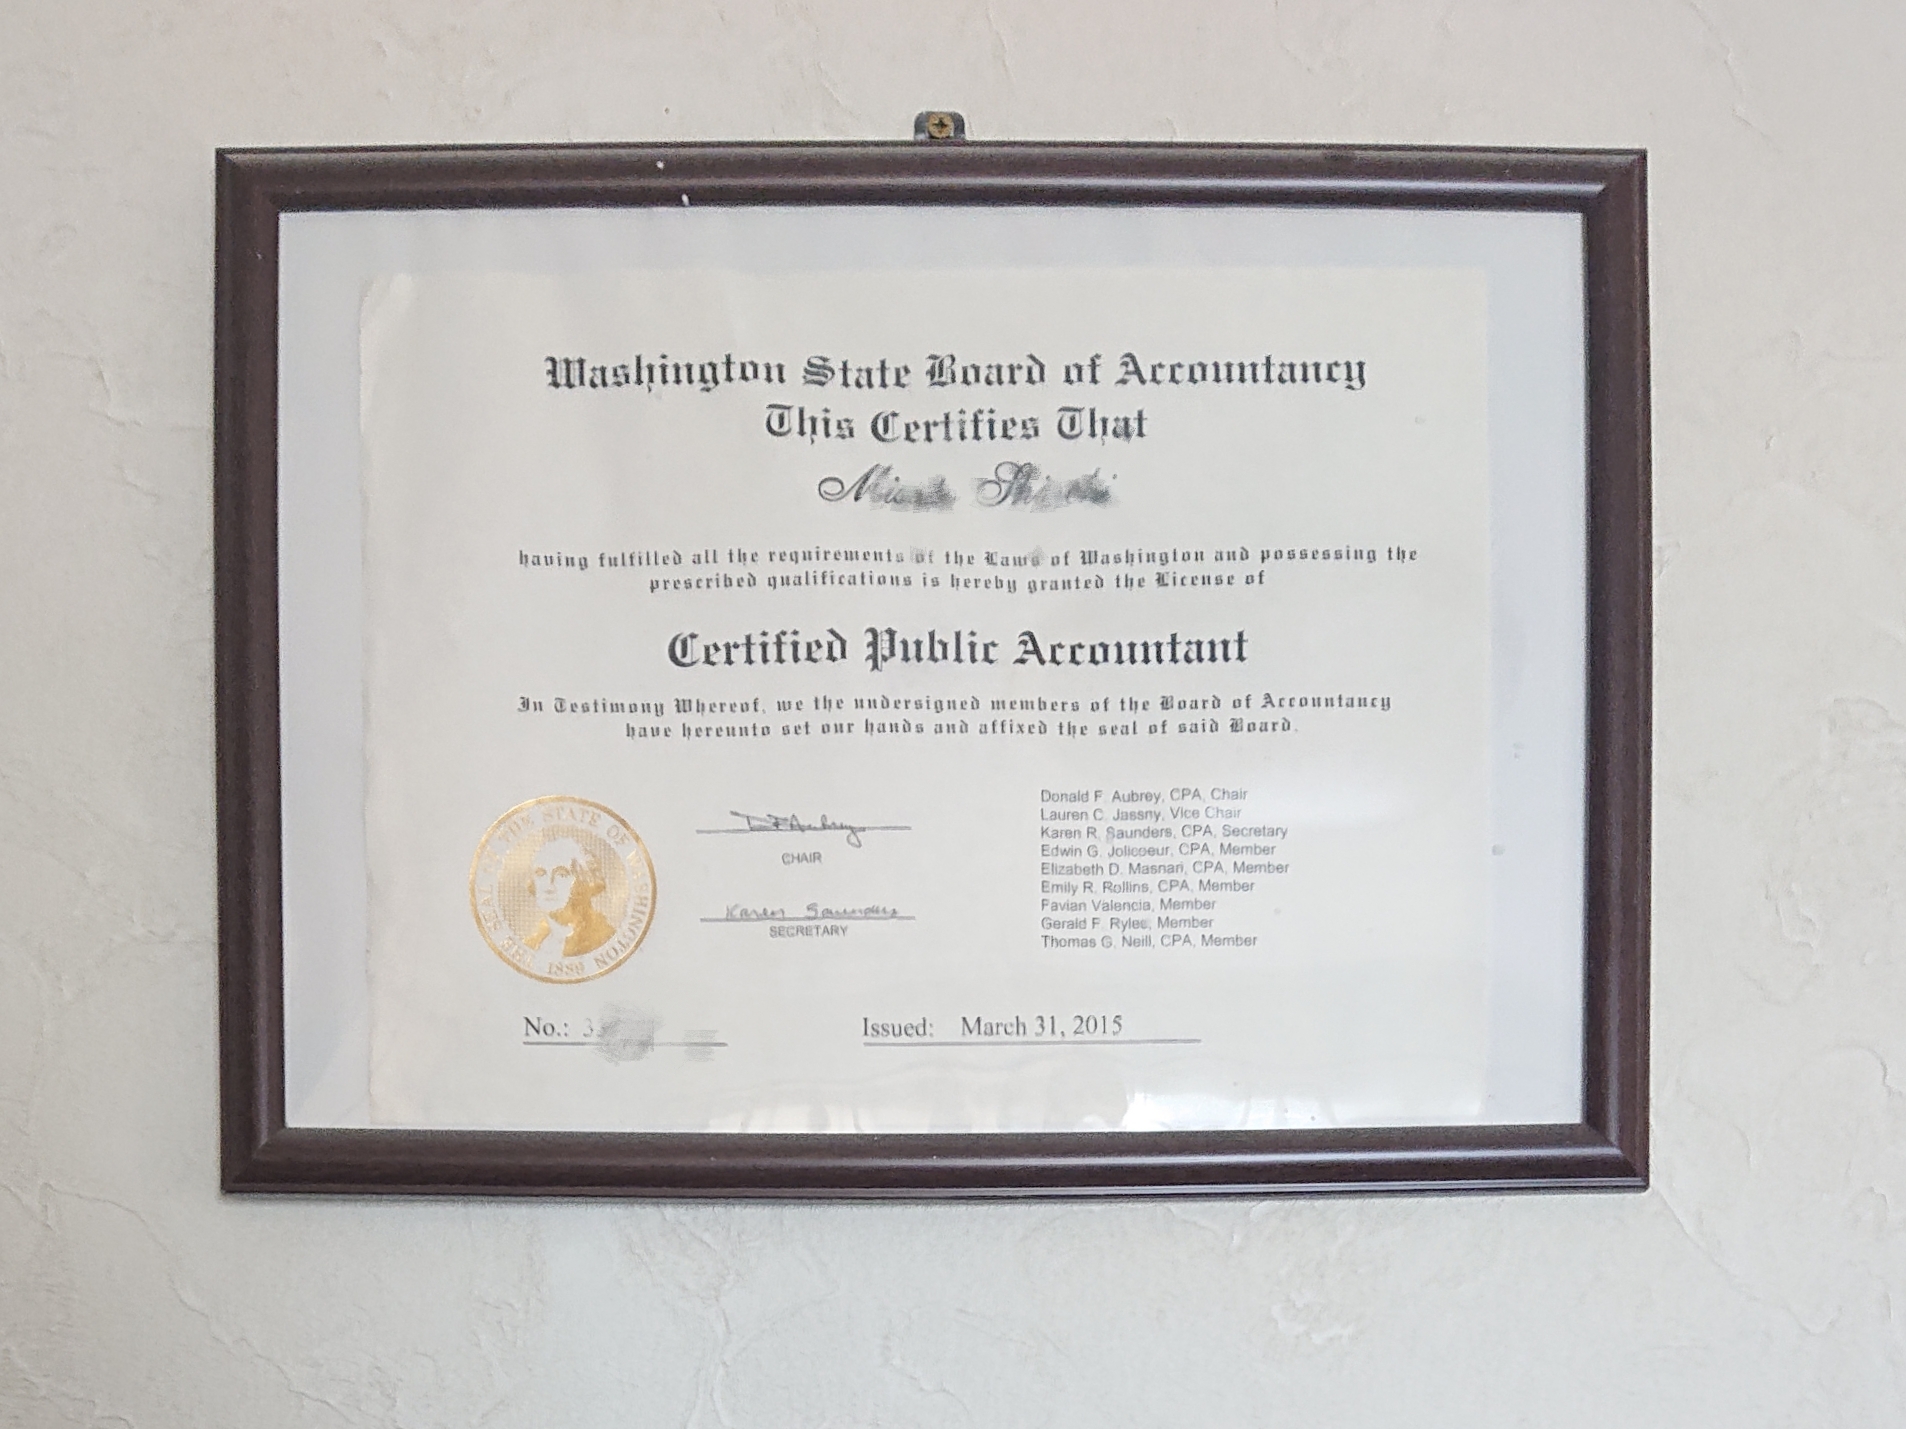 Washington State Board of Accountancy
This Certifies That
having fulfilled all the requirements of the Laws of Washington and possessing the
prescribed qualifications is hereby granted the License of
Certified Public Accountant
In Testimony Whereof, we the undersigned members of the Board of Accountancy
have hereunto set our hands and affixed the seal of said Board.
THE SEAL OF THE STATE OF WASHINGTON
1889
D F Aubrey
CHAIR
Karen Saunders
SECRETARY
Donald F. Aubrey, CPA, Chair
Lauren C. Jassny, Vice Chair
Karen R. Saunders, CPA, Secretary
Edwin G. Jolicoeur, CPA, Member
Elizabeth D. Masnari, CPA, Member
Emily R. Rollins, CPA, Member
Favian Valencia, Member
Gerald F. Ryles, Member
Thomas G. Neill, CPA, Member
No.:
Issued: March 31, 2015